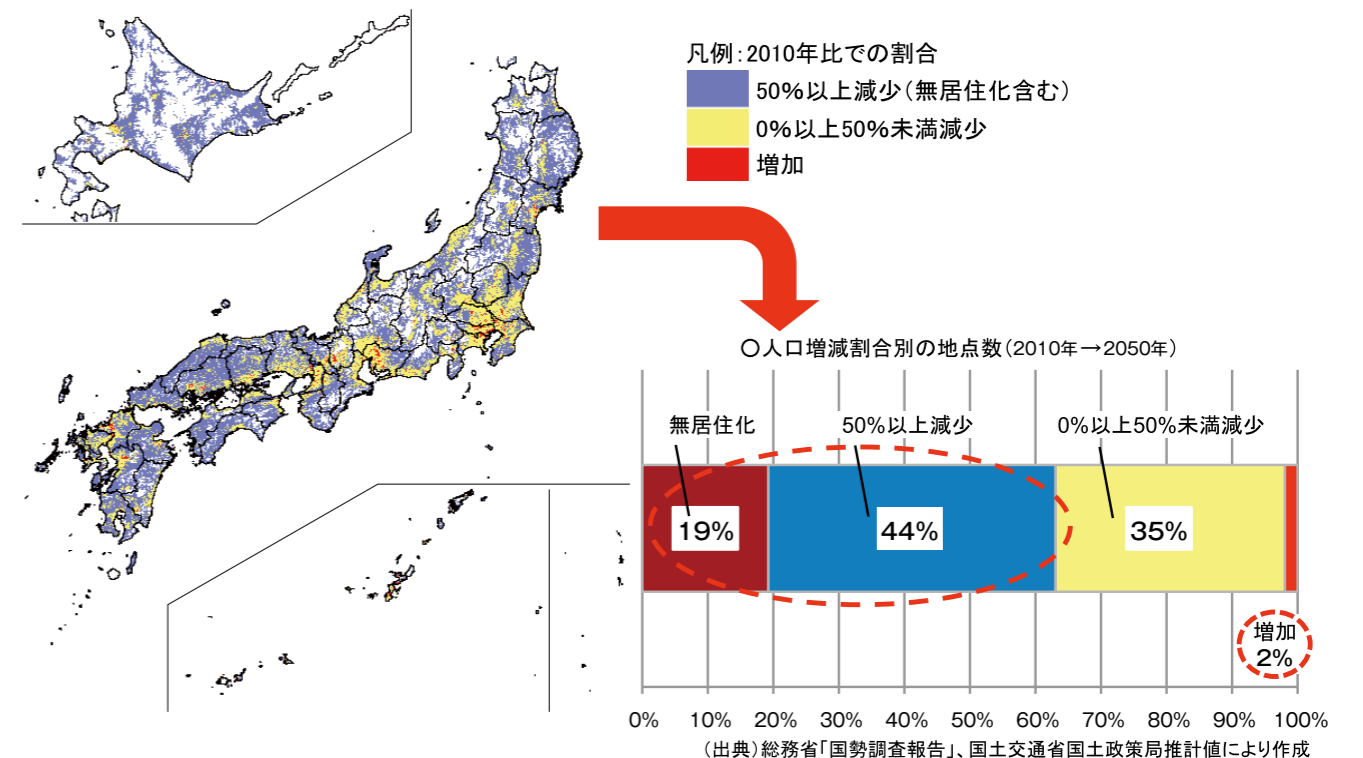 凡例：2010年比での割合
50％以上減少（無居住化含む）
0％以上50％未満減少
増加
○人口増減割合別の地点数（2010年→2050年）
無居住化
50％以上減少
0％以上50％未満減少
19%
44%
35%
増加
2%
0% 10% 20% 30% 40% 50% 60% 70% 80% 90% 100%
（出典）総務省「国勢調査報告」、国土交通省国土政策局推計値により作成